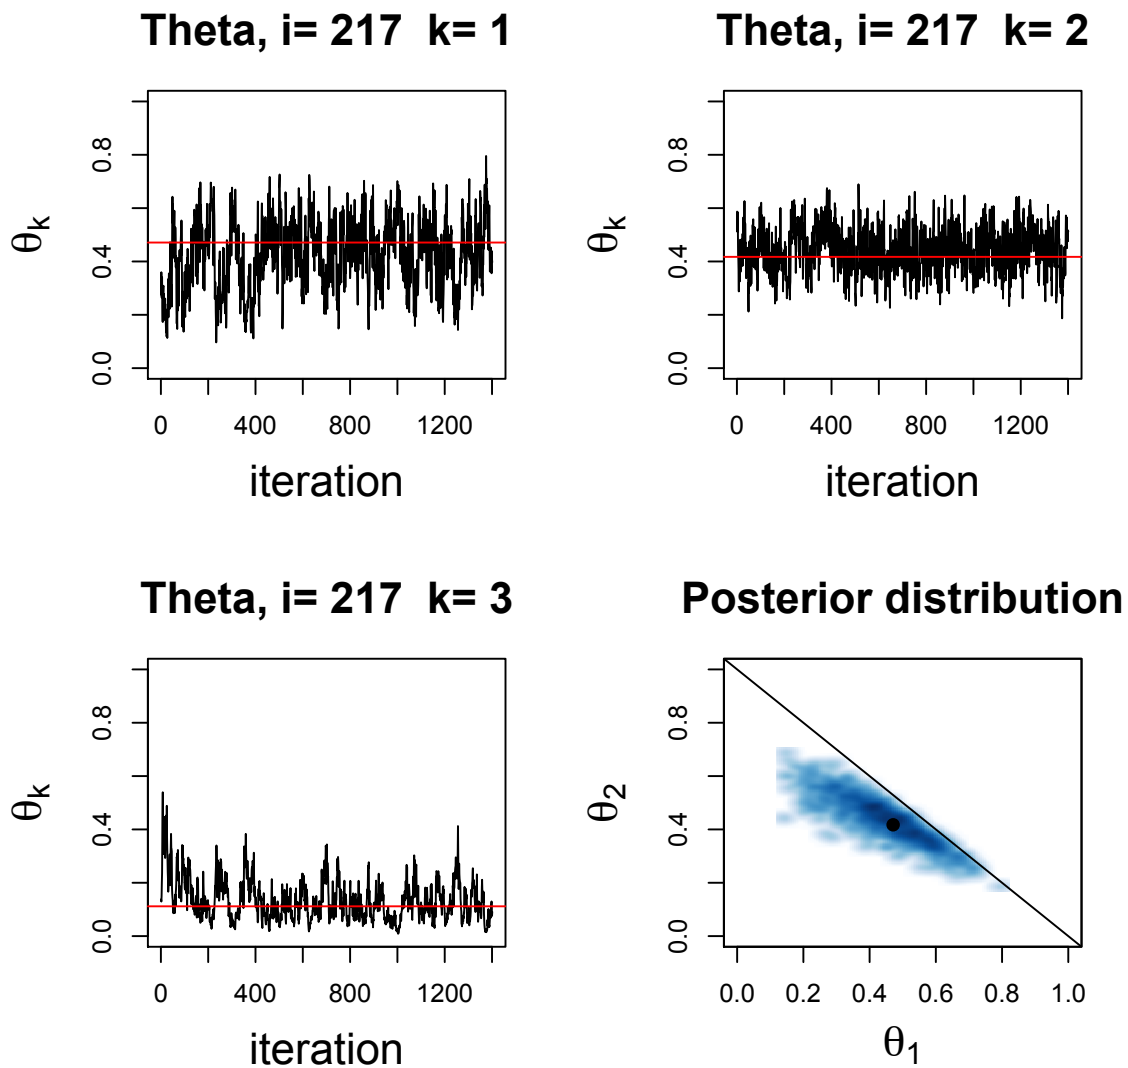 Theta, i= 217 k= 1
θk
0.0 0.4 0.8
0 400 800 1200
iteration
Theta, i= 217 k= 2
θk
0.0 0.4 0.8
0 400 800 1200
iteration
Theta, i= 217 k= 3
θk
0.0 0.4 0.8
0 400 800 1200
iteration
Posterior distribution
θ2
0.0 0.4 0.8
0.0 0.2 0.4 0.6 0.8 1.0
θ1